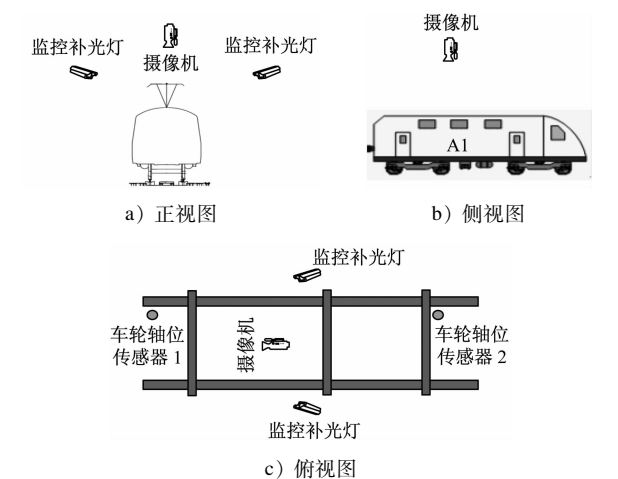 监控补光灯
摄像机
监控补光灯
摄像机
A1
a）正视图
b）侧视图
监控补光灯
车轮轴位
传感器 1
摄像机
车轮轴位
传感器 2
监控补光灯
c）俯视图